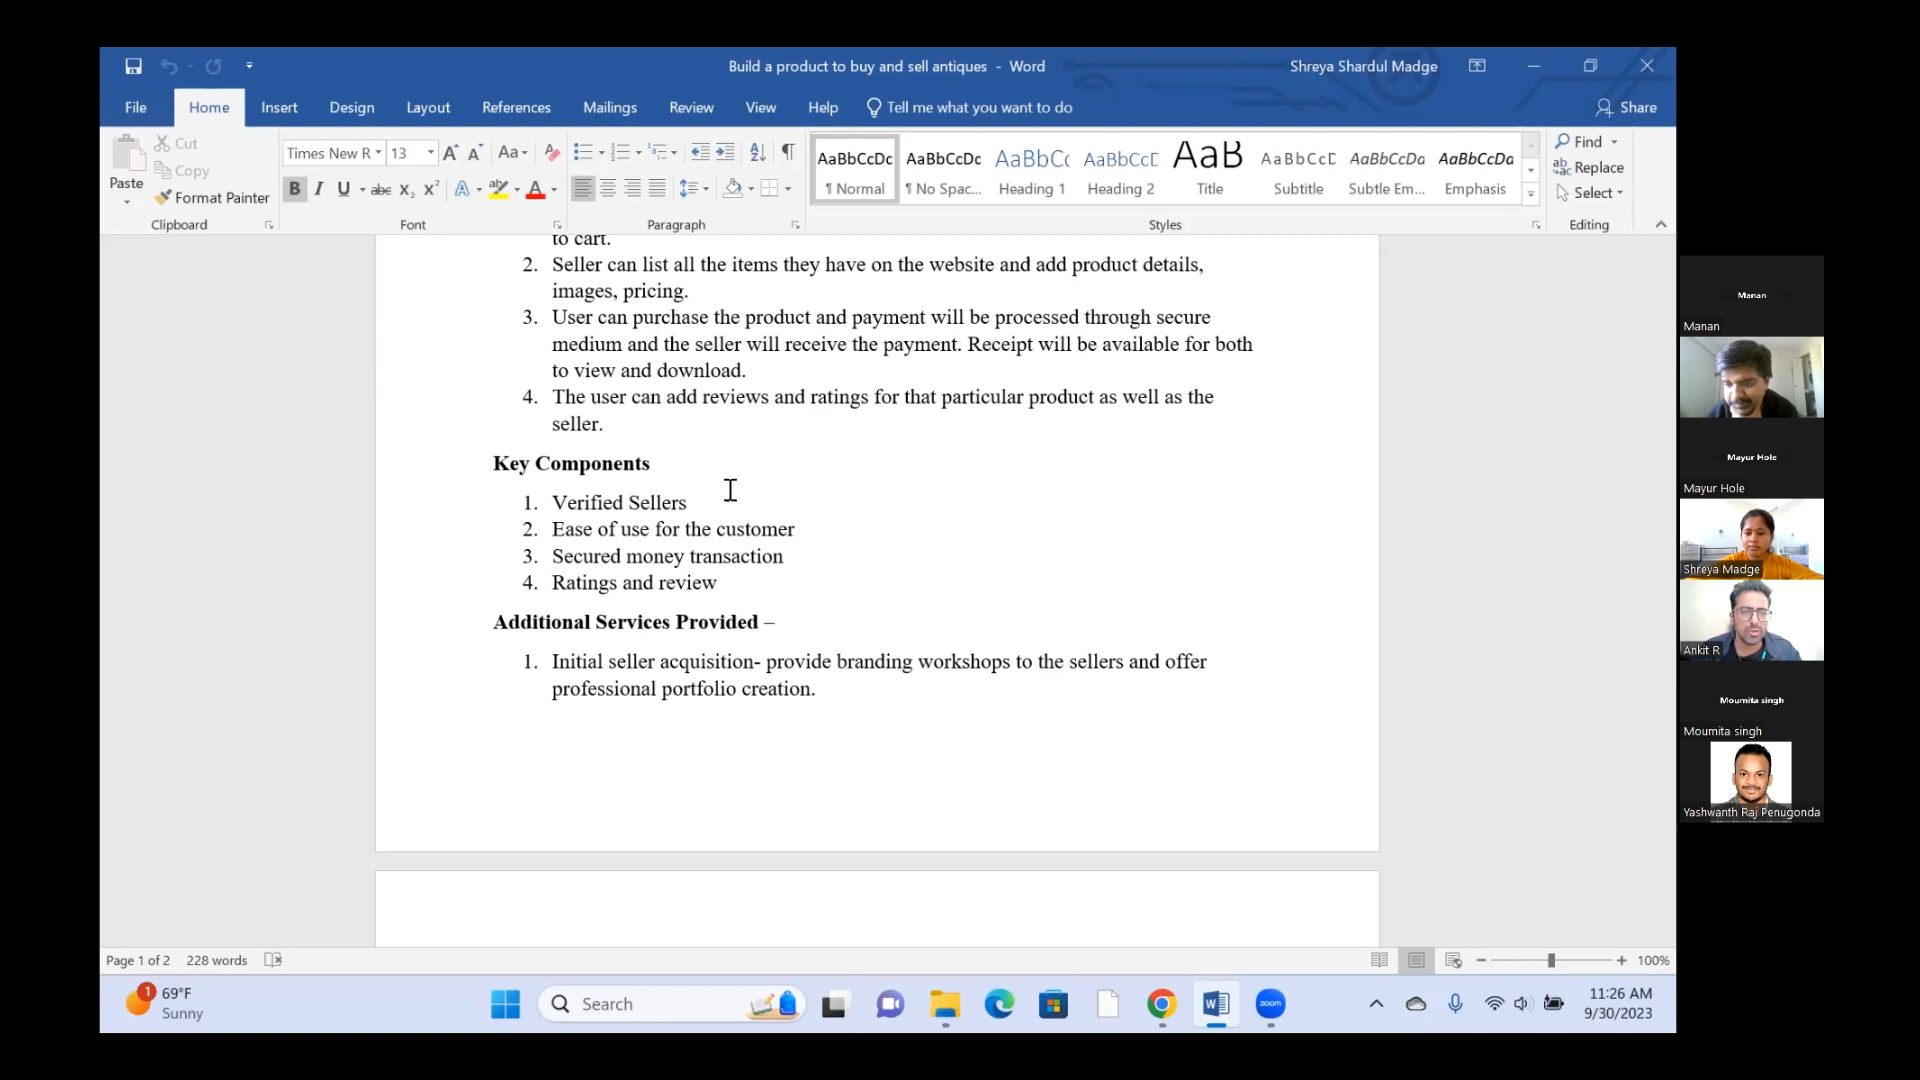 Build a product to buy and sell antiques - Word
Shreya Shardul Madge
File Home Insert Design Layout References Mailings Review View Help Tell me what you want to do Share
Paste
Cut
Copy
Format Painter
Clipboard
Times New R 13
Aa
B I U abc X₂ X² A ab A
Font
Paragraph
AaBbCcDc AaBbCcDc AaBbCc AaBbCcE AaB AaBbCcD AaBbCcDa AaBbCcDa
¶ Normal ¶ No Spac... Heading 1 Heading 2 Title Subtitle Subtle Em... Emphasis
Styles
Find
Replace
Select
Editing
to cart.
2. Seller can list all the items they have on the website and add product details,
images, pricing.
3. User can purchase the product and payment will be processed through secure
medium and the seller will receive the payment. Receipt will be available for both
to view and download.
4. The user can add reviews and ratings for that particular product as well as the
seller.
Key Components
1. Verified Sellers
2. Ease of use for the customer
3. Secured money transaction
4. Ratings and review
Additional Services Provided –
1. Initial seller acquisition- provide branding workshops to the sellers and offer
professional portfolio creation.
Page 1 of 2 228 words
100%
1
69°F
Sunny
Search
zoom
11:26 AM
9/30/2023
Manan
Manan
Mayur Hole
Mayur Hole
Shreya Madge
Ankit R
Moumita singh
Moumita singh
Yashwanth Raj Penugonda